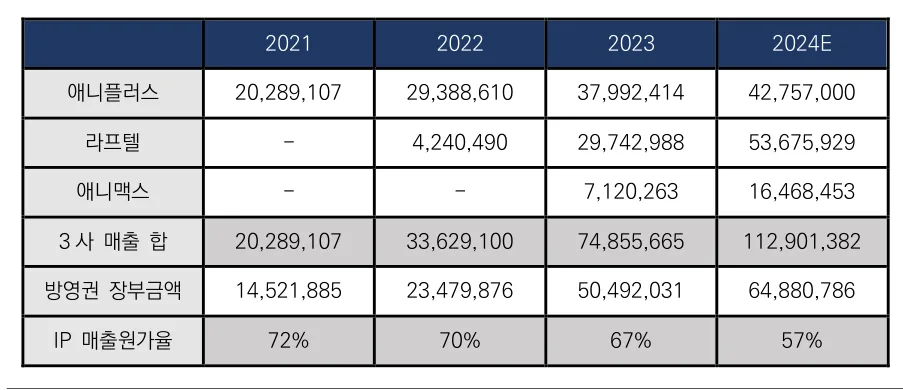 2021 2022 2023 2024E
애니플러스 20,289,107 29,388,610 37,992,414 42,757,000
라프텔 - 4,240,490 29,742,988 53,675,929
애니맥스 - - 7,120,263 16,468,453
3사 매출 합 20,289,107 33,629,100 74,855,665 112,901,382
방영권 장부금액 14,521,885 23,479,876 50,492,031 64,880,786
IP 매출원가율 72% 70% 67% 57%